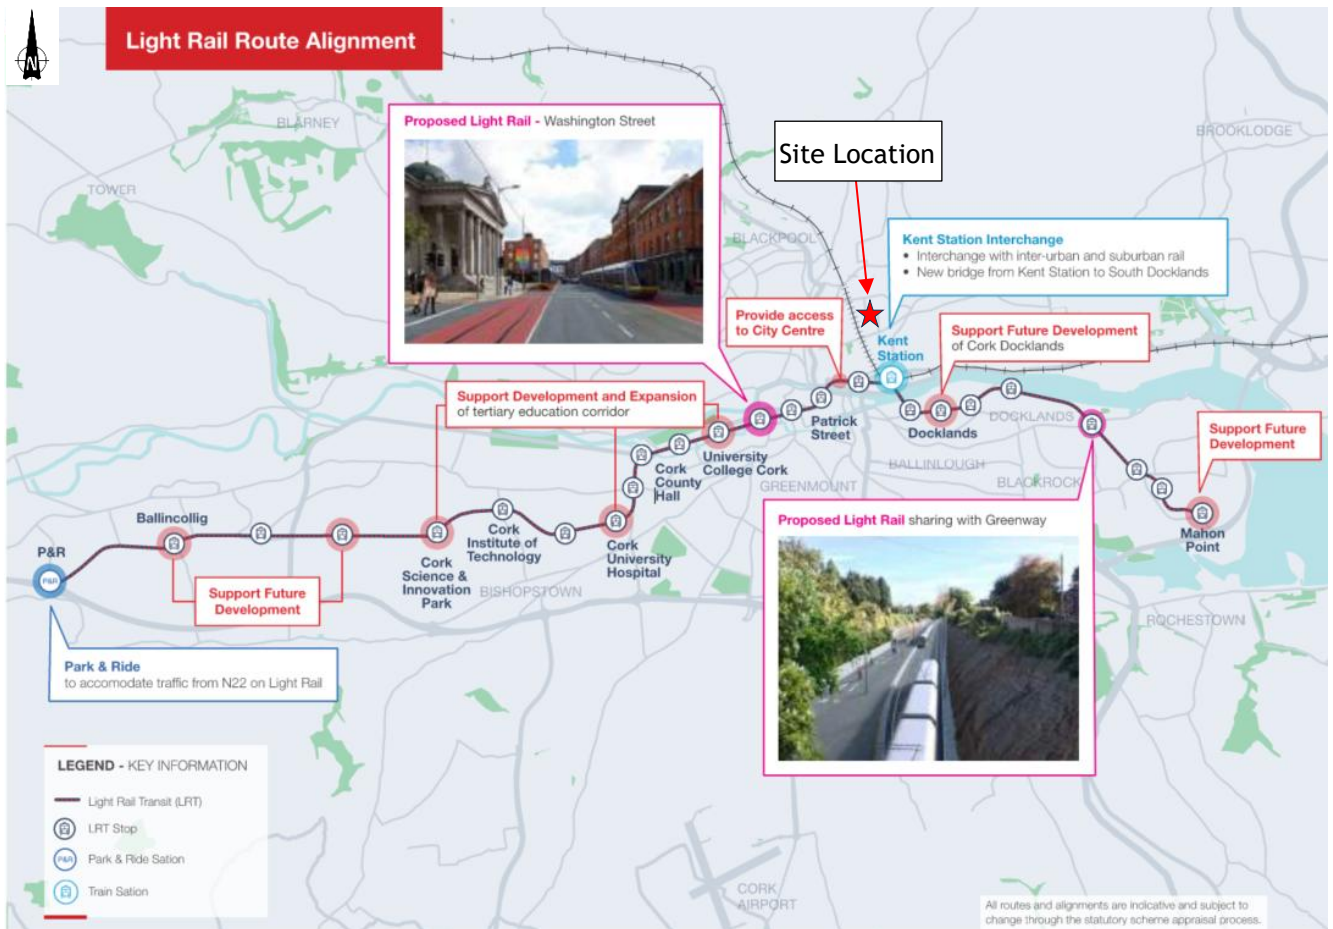 N
Light Rail Route Alignment
Proposed Light Rail - Washington Street
Site Location
BLARNEY
TOWER
BROOKLODGE
BLACKPOOL
Kent Station Interchange
• Interchange with inter-urban and suburban rail
• New bridge from Kent Station to South Docklands
Provide access
to City Centre
Kent
Station
Support Future Development
of Cork Docklands
Support Development and Expansion
of tertiary education corridor
Patrick
Street
Docklands
DOCKLANDS
Support Future
Development
University
College Cork
Cork
County
Hall
GREENMOUNT
BALLINLOUGH
BLACKROCK
Mahon
Point
Ballincollig
P&R
P&R
Cork
Institute of
Technology
Cork
Science &
Innovation
Park
Cork
University
Hospital
BISHOPSTOWN
Support Future
Development
Proposed Light Rail sharing with Greenway
ROCHESTOWN
Park & Ride
to accomodate traffic from N22 on Light Rail
LEGEND - KEY INFORMATION
Light Rail Transit (LRT)
LRT Stop
P&R Park & Ride Sation
Train Sation
CORK
AIRPORT
All routes and alignments are indicative and subject to
change through the statutory scheme appraisal process.